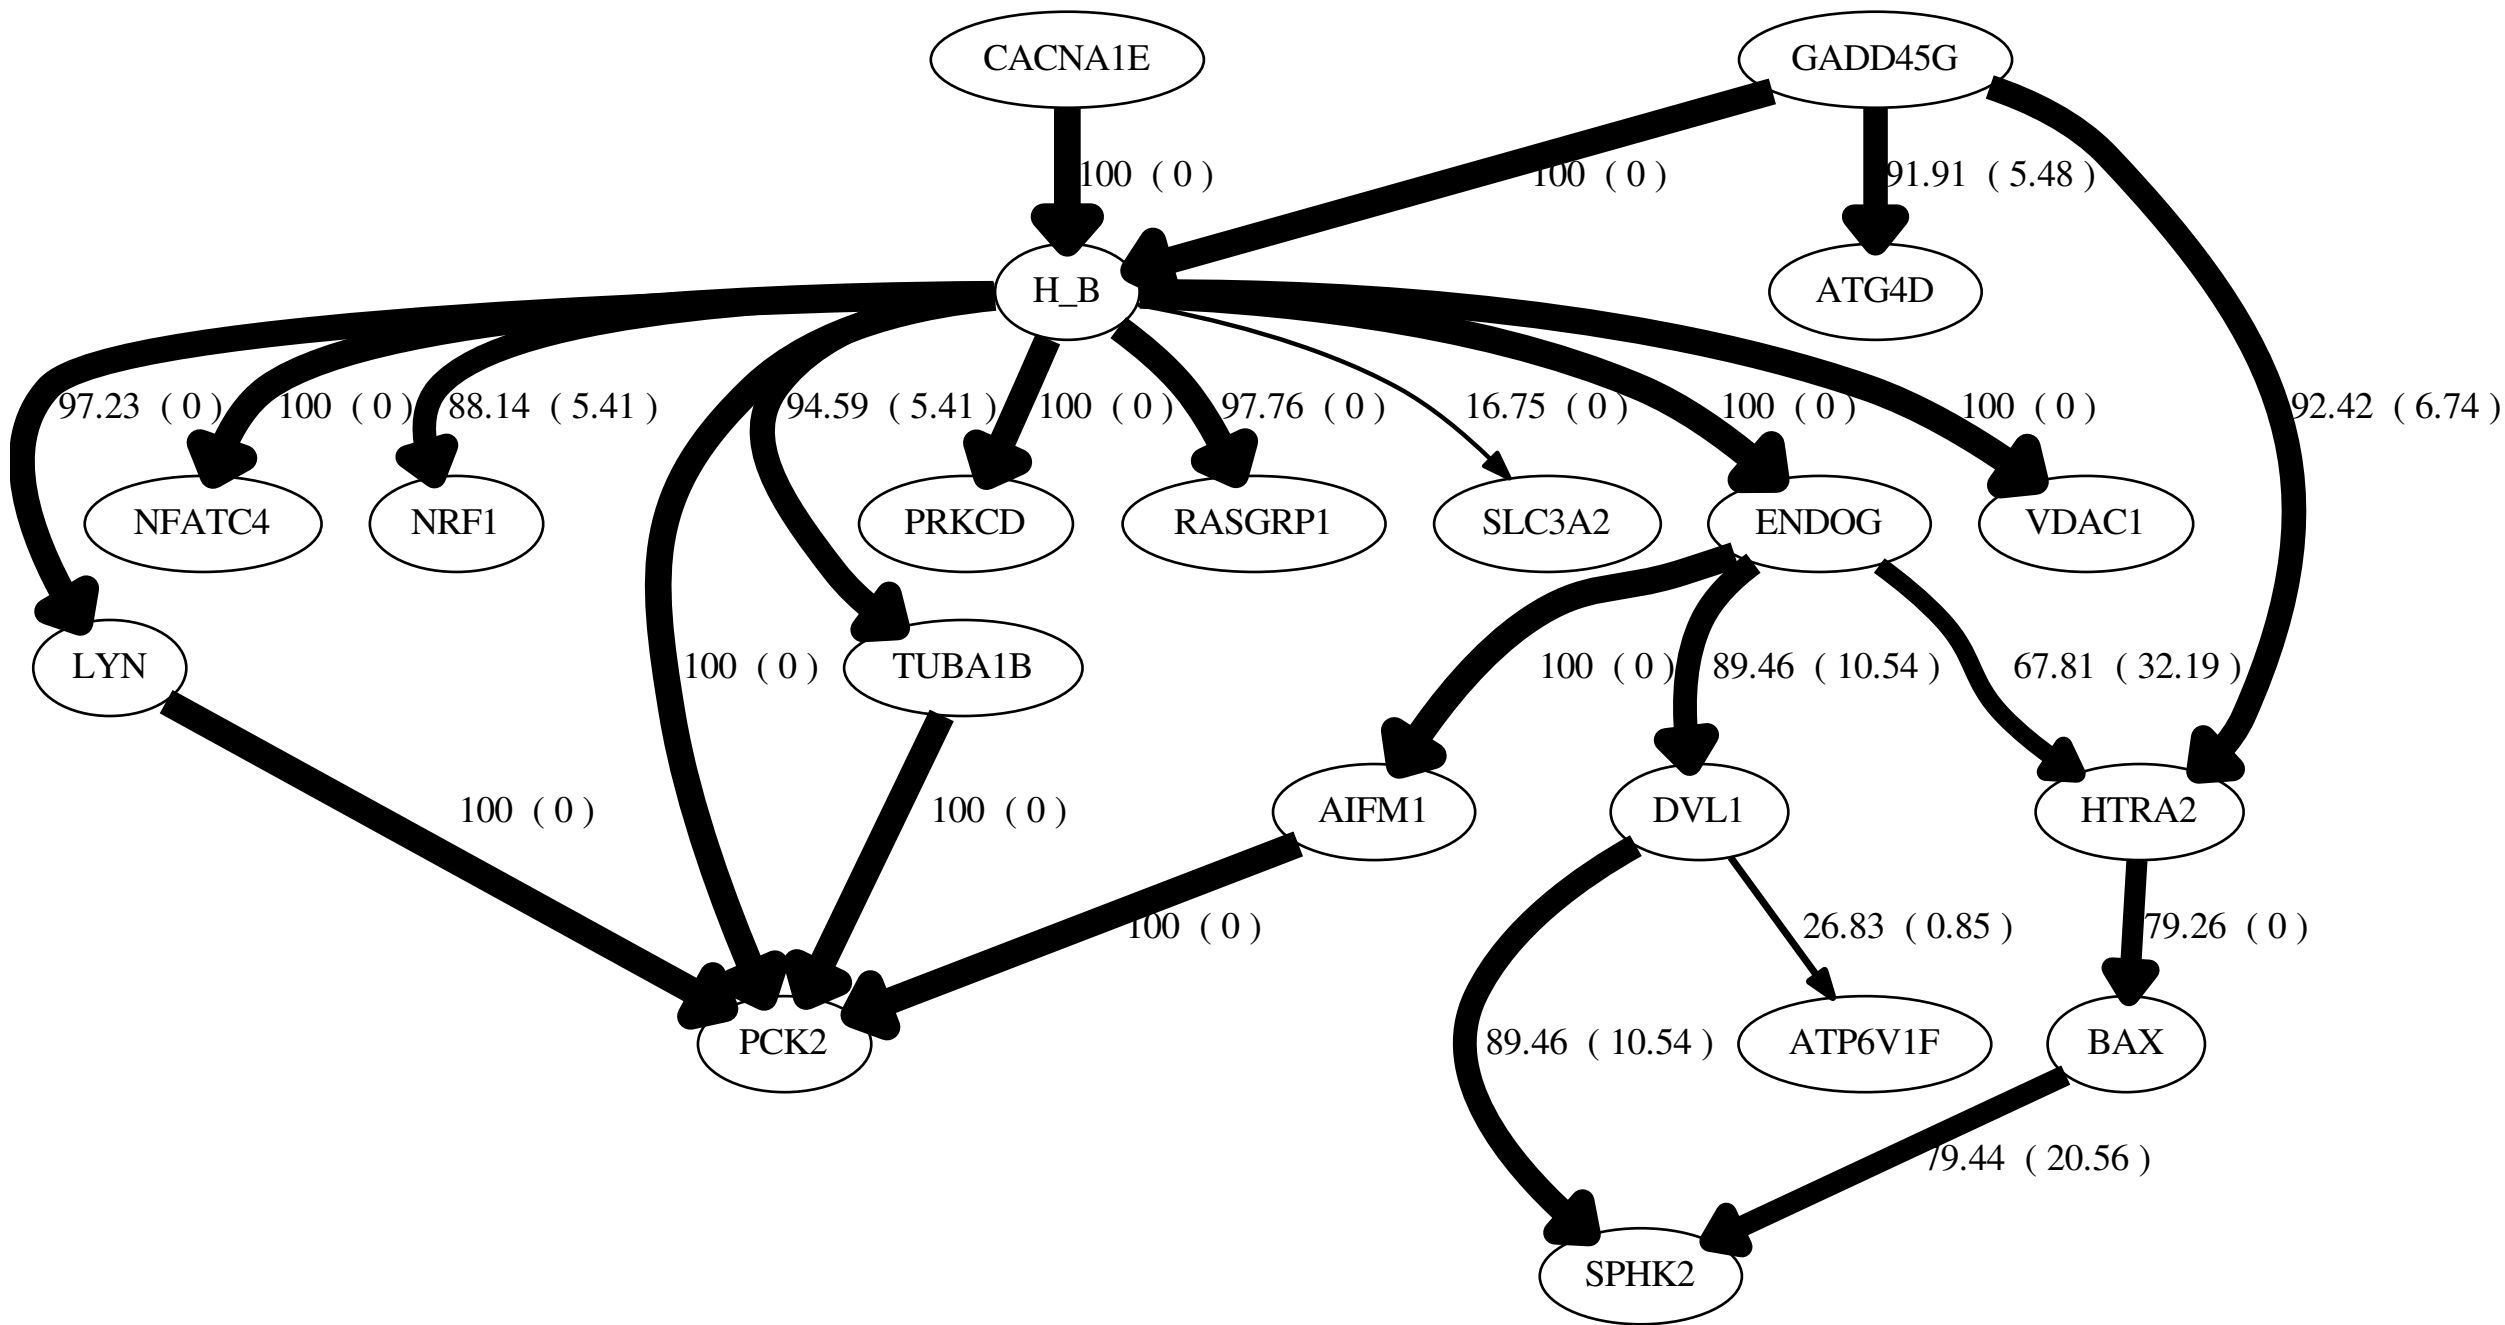 CACNA1E
GADD45G
100 ( 0 )
100 ( 0 )
91.91 ( 5.48 )
H_B
ATG4D
97.23 ( 0 )
100 ( 0 )
88.14 ( 5.41 )
94.59 ( 5.41 )
100 ( 0 )
97.76 ( 0 )
16.75 ( 0 )
100 ( 0 )
100 ( 0 )
92.42 ( 6.74 )
NFATC4
NRF1
PRKCD
RASGRP1
SLC3A2
ENDOG
VDAC1
LYN
100 ( 0 )
TUBA1B
100 ( 0 )
89.46 ( 10.54 )
67.81 ( 32.19 )
100 ( 0 )
100 ( 0 )
AIFM1
DVL1
HTRA2
100 ( 0 )
26.83 ( 0.85 )
79.26 ( 0 )
PCK2
89.46 ( 10.54 )
ATP6V1F
BAX
79.44 ( 20.56 )
SPHK2